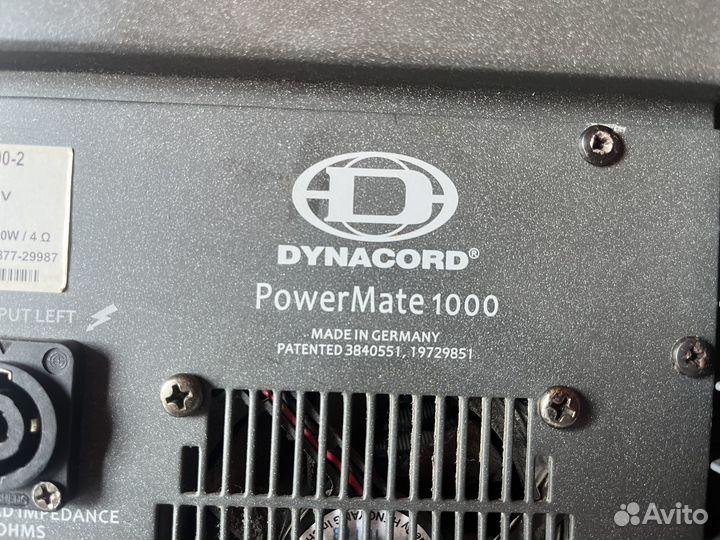 00-2
V
0W / 4 Ω
877-29987
PUT LEFT
D
DYNACORD®
PowerMate 1000
MADE IN GERMANY
PATENTED 3840551, 19729851
D IMPEDANCE
OHMS
Avito